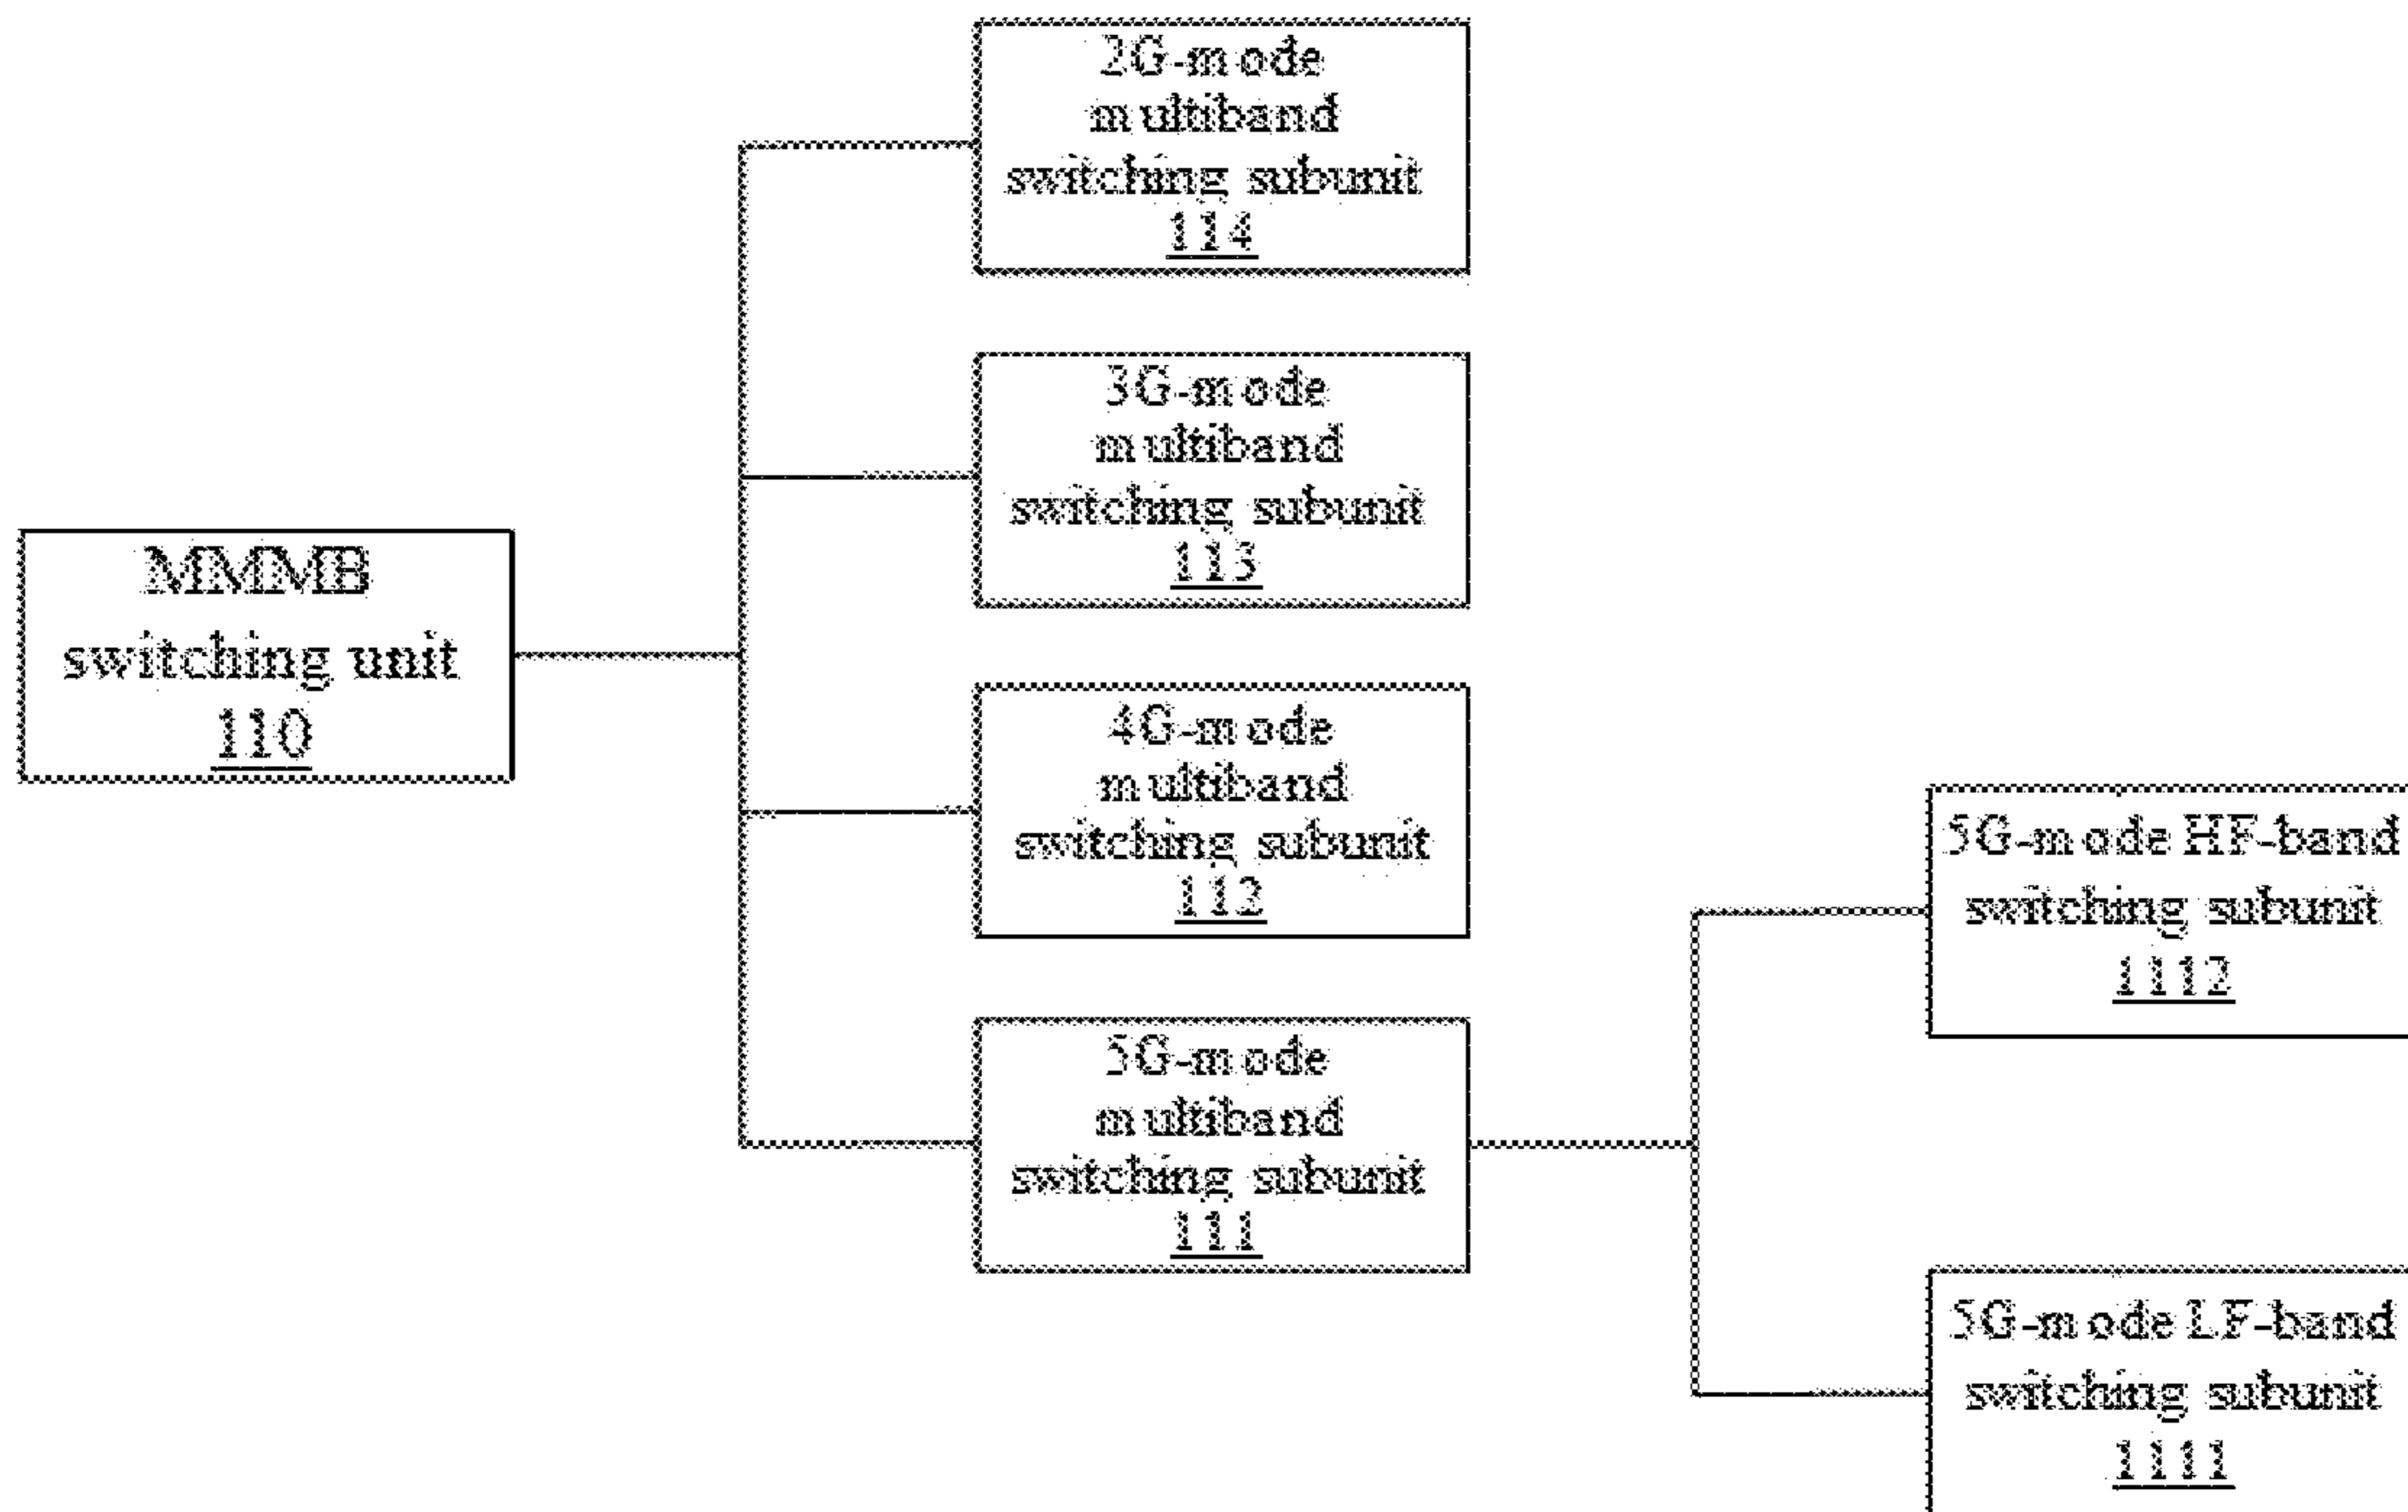 2G-mode
multiband
switching subunit
114
3G-mode
multiband
switching subunit
113
MMMB
switching unit
110
4G-mode
multiband
switching subunit
112
5G-mode HF-band
switching subunit
1112
5G-mode
multiband
switching subunit
111
5G-mode LF-band
switching subunit
1111